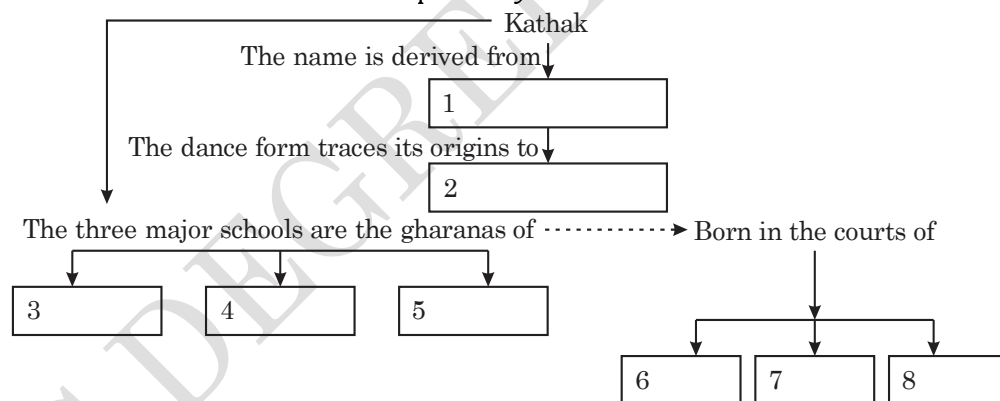 Kathak
The name is derived from
1
The dance form traces its origins to
2
The three major schools are the gharanas of
Born in the courts of
3
4
5
6
7
8